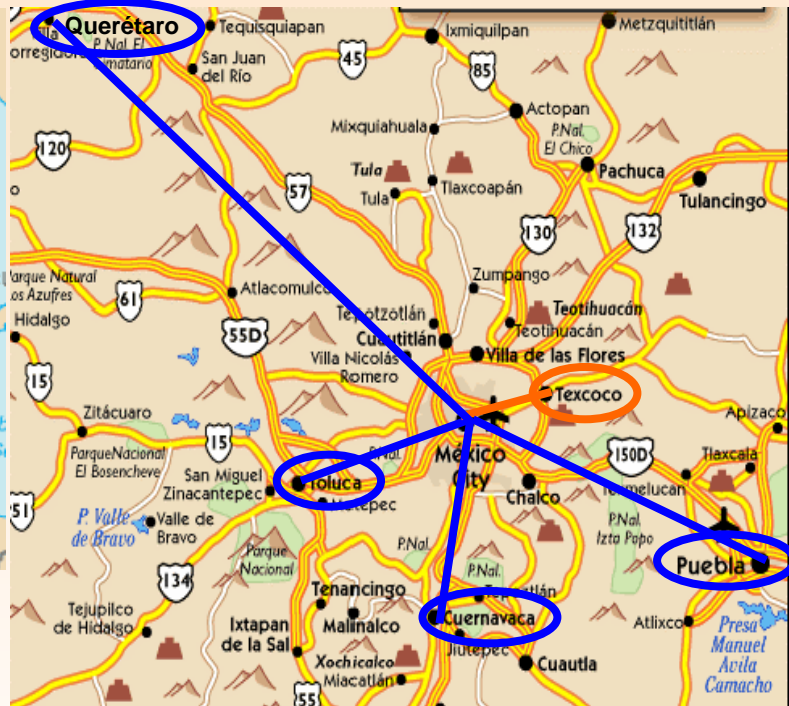 Querétaro
Tequisquiapan
Ixmiquilpan
Metzquititlán
P.Nal. El
Cimatario
orregidor
San Juan
del Río
45
85
Actopan
Mixquiahuala
P.Nal.
El Chico
120
Tula
Pachuca
57
Tula
Tlaxcoapán
Tulancingo
130
132
Parque Natural
os Azufres
Zumpango
61
Atlacomulco
Teotihuacán
Hidalgo
Tepotzotlán
Teotihuacán
55D
Cuautitlán
Villa Nicolás
Romero
Villa de las Flores
15
Texcoco
Zitácuaro
Apizaco
15
ParqueNacional
El Bosencheve
P.Nal.
México
City
150D
Tlaxcala
San Miguel
Zinacantepec
Toluca
Chalco
Texmelucan
51
Metepec
P. Valle
de Bravo
Valle de
Bravo
P.Nal.
Izta Popo
Parque
Nacional
P.Nal.
P.Nal.
Puebla
134
Tenancingo
Tepoztlán
Tejupilco
de Hidalgo
Ixtapan
de la Sal
Malinalco
Cuernavaca
Atlixco
Presa
Manuel
Avila
Camacho
Jiutepec
Xochicalco
Miacatlán
Cuautla
55